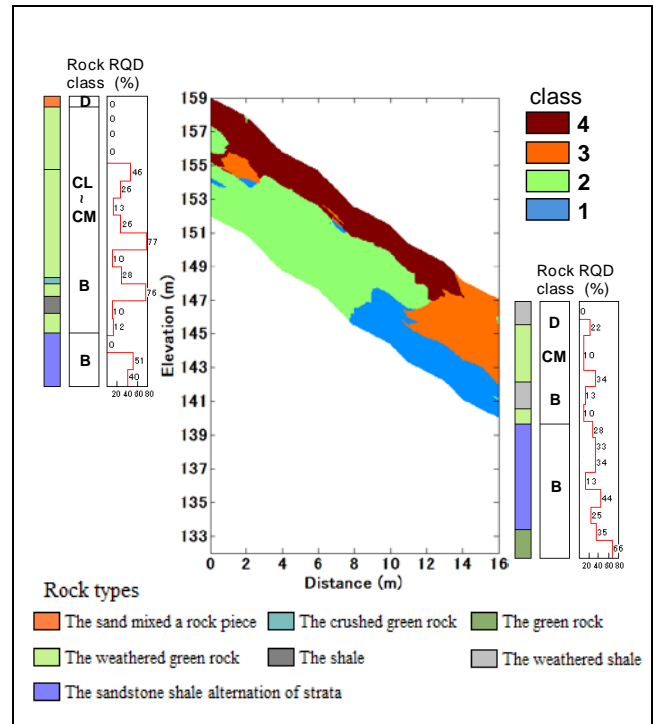 Rock RQD
class (%)
D
0
0
0
0
CL
~
CM
46
26
13
26
77
10
28
76
B
10
12
0
B
51
40
20 40 60 80
159
157
155
153
151
149
147
145
143
141
139
137
135
133
Elevation (m)
0 2 4 6 8 10 12 14 16
Distance (m)
class
4
3
2
1
Rock RQD
class (%)
D
0
22
CM
10
34
B
13
10
28
33
34
B
13
44
25
35
66
20 40 60 80
Rock types
The sand mixed a rock piece
The crushed green rock
The green rock
The weathered green rock
The shale
The weathered shale
The sandstone shale alternation of strata